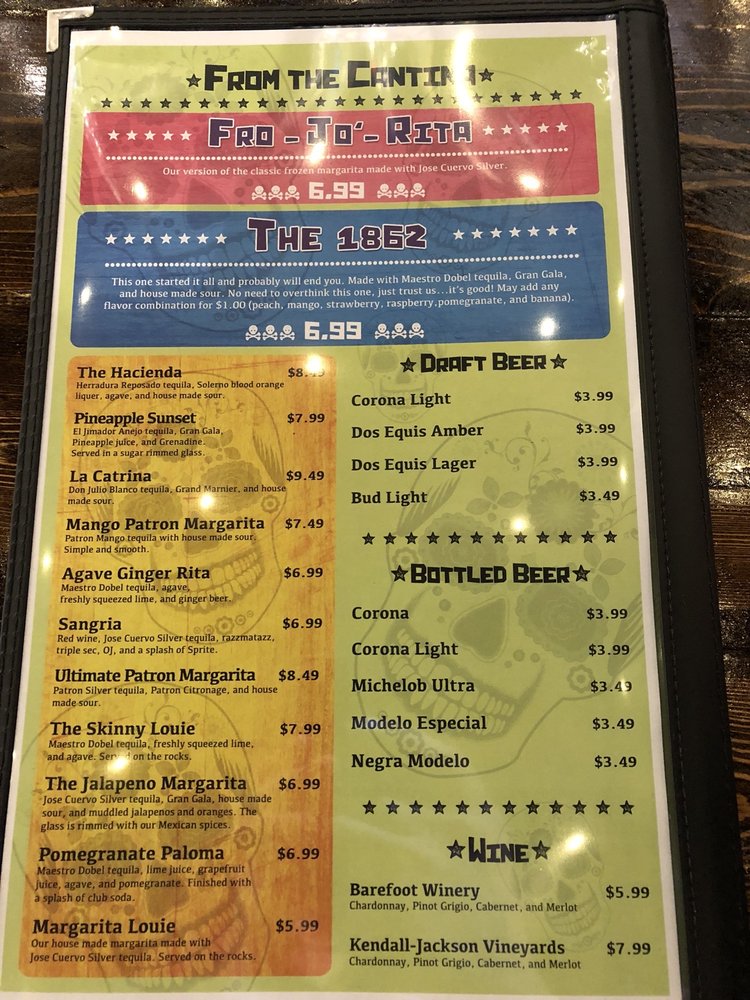 FROM THE CANTINA
FRO-JO'-RITA
Our version of the classic frozen margarita made with Jose Cuervo Silver.
6.99
THE 1862
This one started it all and probably will end you. Made with Maestro Dobel tequila, Gran Gala,
and house made sour. No need to overthink this one, just trust us...it's good! May add any
flavor combination for $1.00 (peach, mango, strawberry, raspberry,pomegranate, and banana).
6.99
The Hacienda
Herradura Reposado tequila, Solerno blood orange
liquer, agave, and house made sour.
Pineapple Sunset $7.99
El Jimador Anejo tequila, Gran Gala,
Pineapple juice, and Grenadine.
Served in a sugar rimmed glass.
La Catrina $9.49
Don Julio Blanco tequila, Grand Marnier, and house
made sour.
Mango Patron Margarita $7.49
Patron Mango tequila with house made sour.
Simple and smooth.
Agave Ginger Rita $6.99
Maestro Dobel tequila, agave,
freshly squeezed lime, and ginger beer.
Sangria $6.99
Red wine, Jose Cuervo Silver tequila, razzmatazz,
triple sec, OJ, and a splash of Sprite.
Ultimate Patron Margarita $8.49
Patron Silver tequila, Patron Citronage, and house
made sour.
The Skinny Louie $7.99
Maestro Dobel tequila, freshly squeezed lime,
and agave. Served on the rocks.
The Jalapeno Margarita $6.99
Jose Cuervo Silver tequila, Gran Gala, house made
sour, and muddled jalapenos and oranges. The
glass is rimmed with our Mexican spices.
Pomegranate Paloma $6.99
Maestro Dobel tequila, lime juice, grapefruit
juice, agave, and pomegranate. Finished with
a splash of club soda.
Margarita Louie $5.99
Our house made margarita made with
Jose Cuervo Silver tequila. Served on the rocks.
DRAFT BEER
Corona Light $3.99
Dos Equis Amber $3.99
Dos Equis Lager $3.99
Bud Light $3.49
BOTTLED BEER
Corona $3.99
Corona Light $3.99
Michelob Ultra $3.49
Modelo Especial $3.49
Negra Modelo $3.49
WINE
Barefoot Winery $5.99
Chardonnay, Pinot Grigio, Cabernet, and Merlot
Kendall-Jackson Vineyards $7.99
Chardonnay, Pinot Grigio, Cabernet, and Merlot